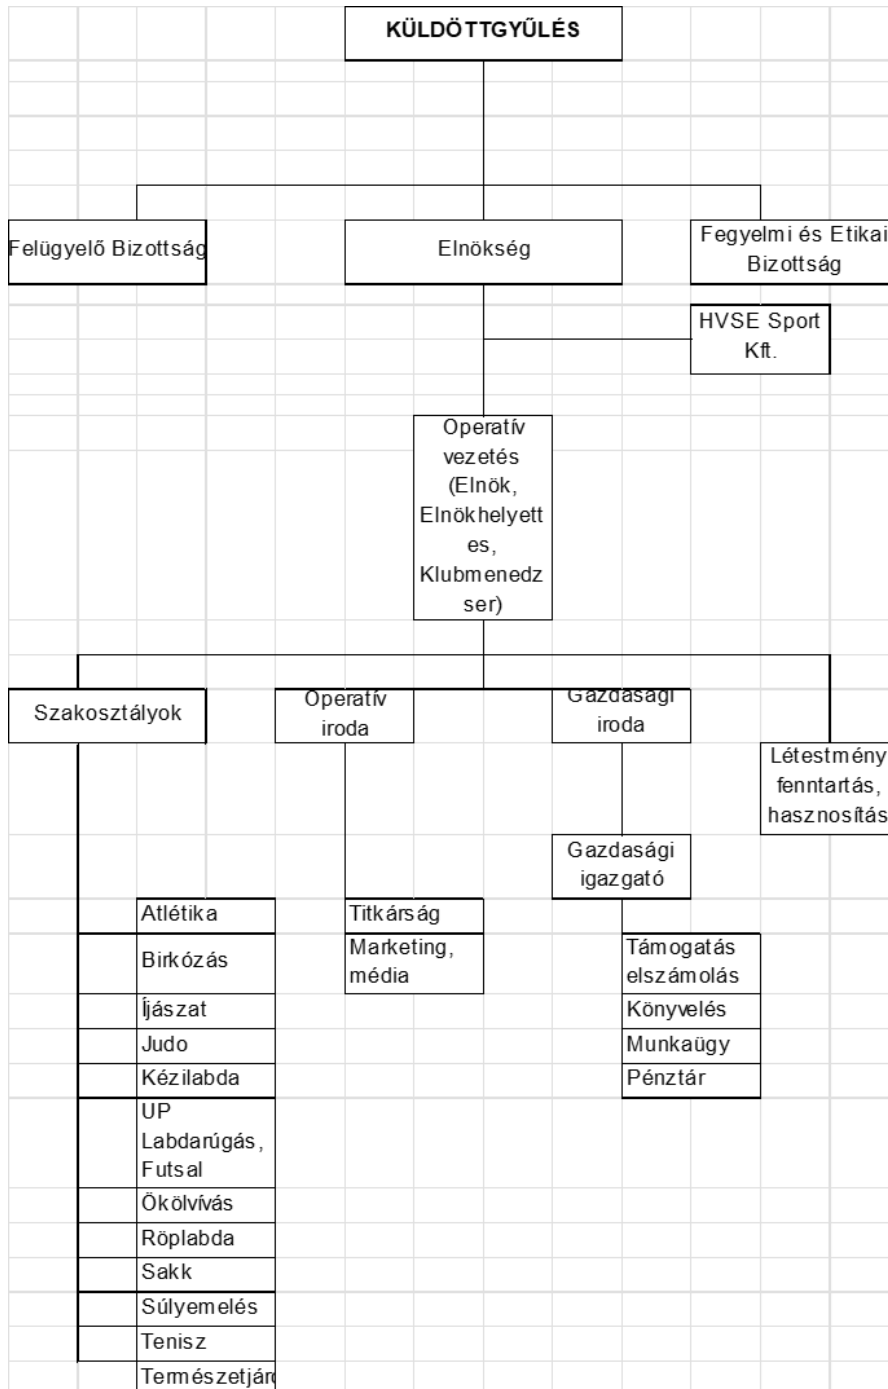 KÜLDÖTTGYŰLÉS
Felügyelő Bizottság
Elnökség
Fegyelmi és Etikai
Bizottság
HVSE Sport
Kft.
Operatív
vezetés
(Elnök,
Elnökhelyett
es,
Klubmenedz
ser)
Szakosztályok
Operatív
iroda
Gazdasági
iroda
Létestmény
fenntartás,
hasznosítás
Gazdasági
igazgató
Atlétika
Birkózás
Íjászat
Judo
Kézilabda
UP
Labdarúgás,
Futsal
Ökölvívás
Röplabda
Sakk
Súlyemelés
Tenisz
Titkárság
Marketing,
média
Támogatás
elszámolás
Könyvelés
Munkaügy
Pénztár